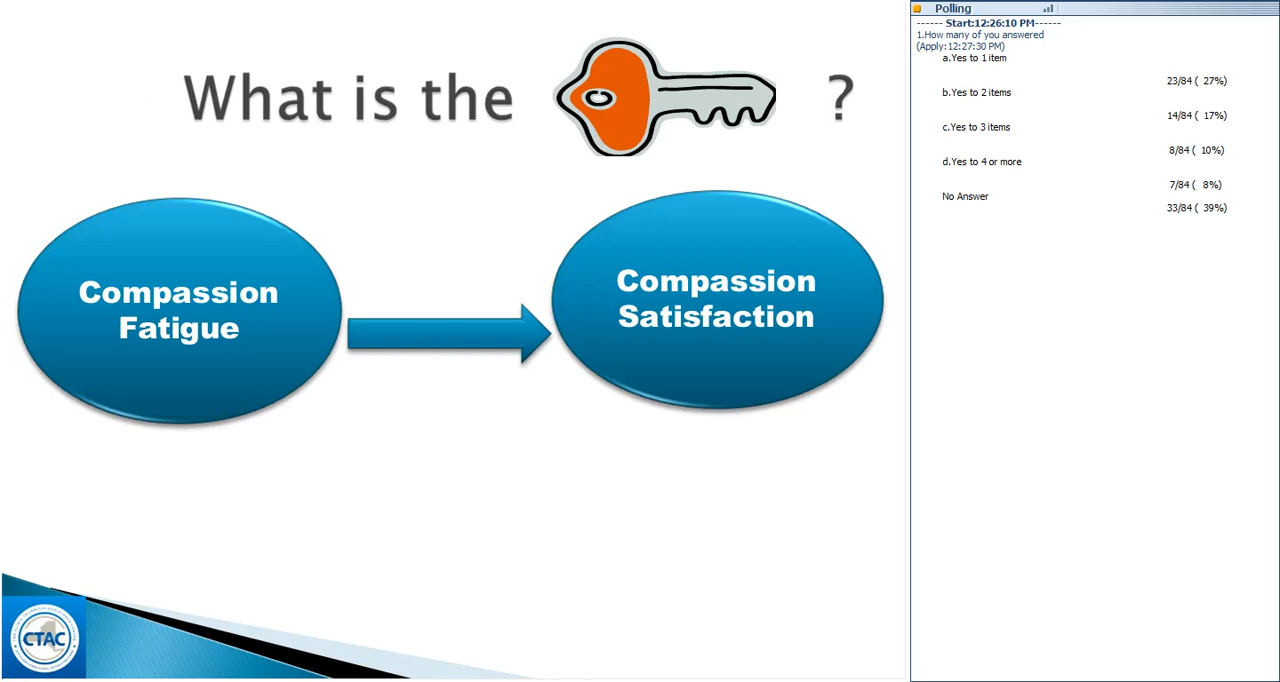 What is the ?
Compassion
Fatigue
Compassion
Satisfaction
CTAC
Polling
------ Start:12:26:10 PM------
1.How many of you answered
(Apply:12:27:30 PM)
a.Yes to 1 item
23/84 ( 27%)
b.Yes to 2 items
14/84 ( 17%)
c.Yes to 3 items
8/84 ( 10%)
d.Yes to 4 or more
7/84 ( 8%)
No Answer
33/84 ( 39%)